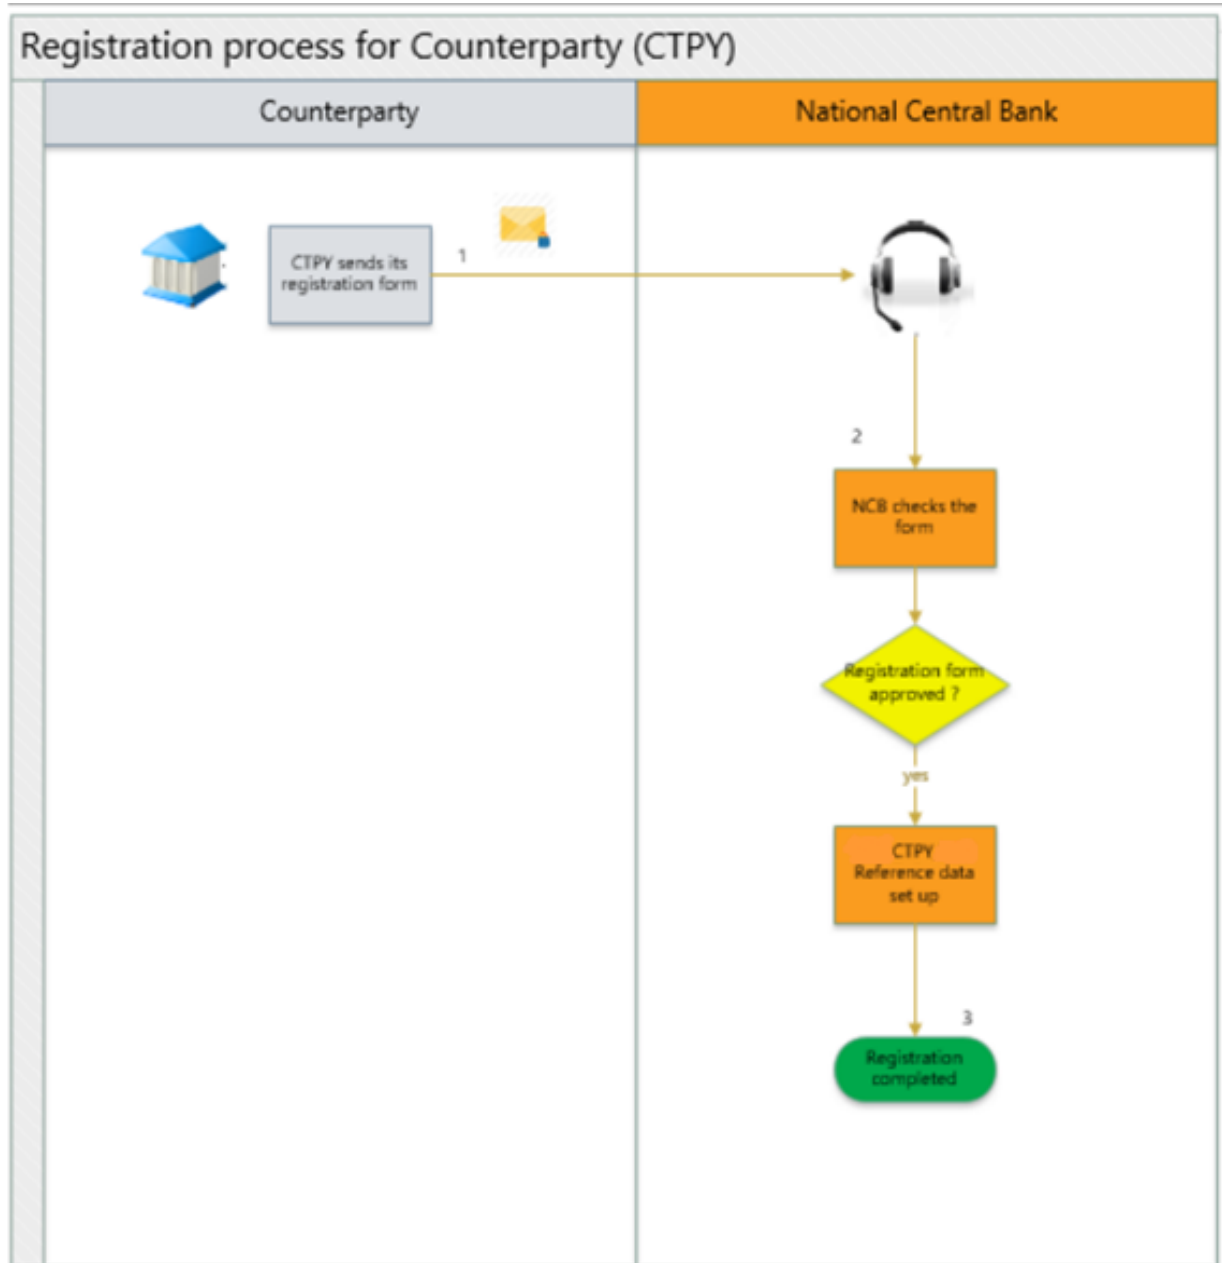 Registration process for Counterparty (CTPY)
Counterparty
National Central Bank
CTPY sends its
registration form
1
2
NCB checks the
form
Registration form
approved ?
yes
CTPY
Reference data
set up
3
Registration
completed